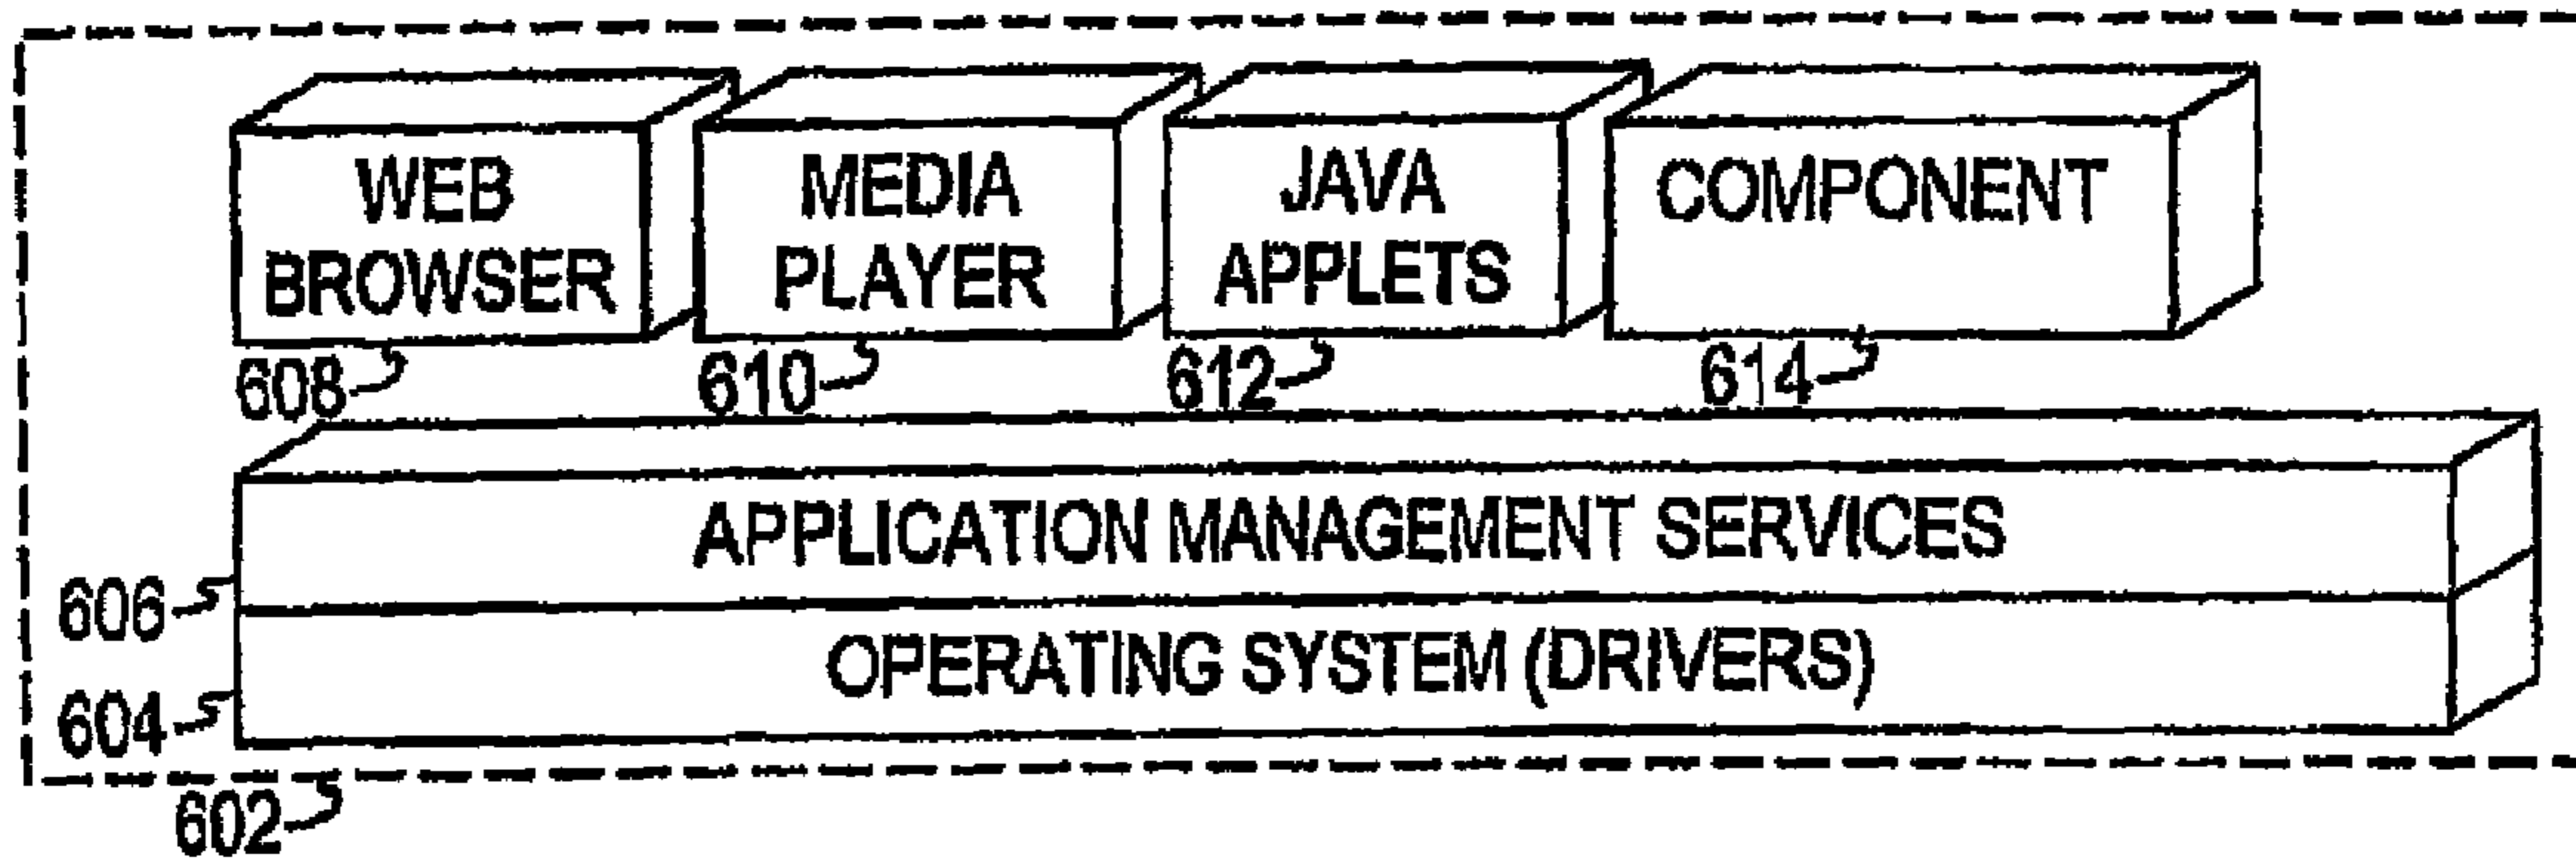 WEB
BROWSER
MEDIA
PLAYER
JAVA
APPLETS
COMPONENT
608
610
612
614
APPLICATION MANAGEMENT SERVICES
606
OPERATING SYSTEM (DRIVERS)
604
602